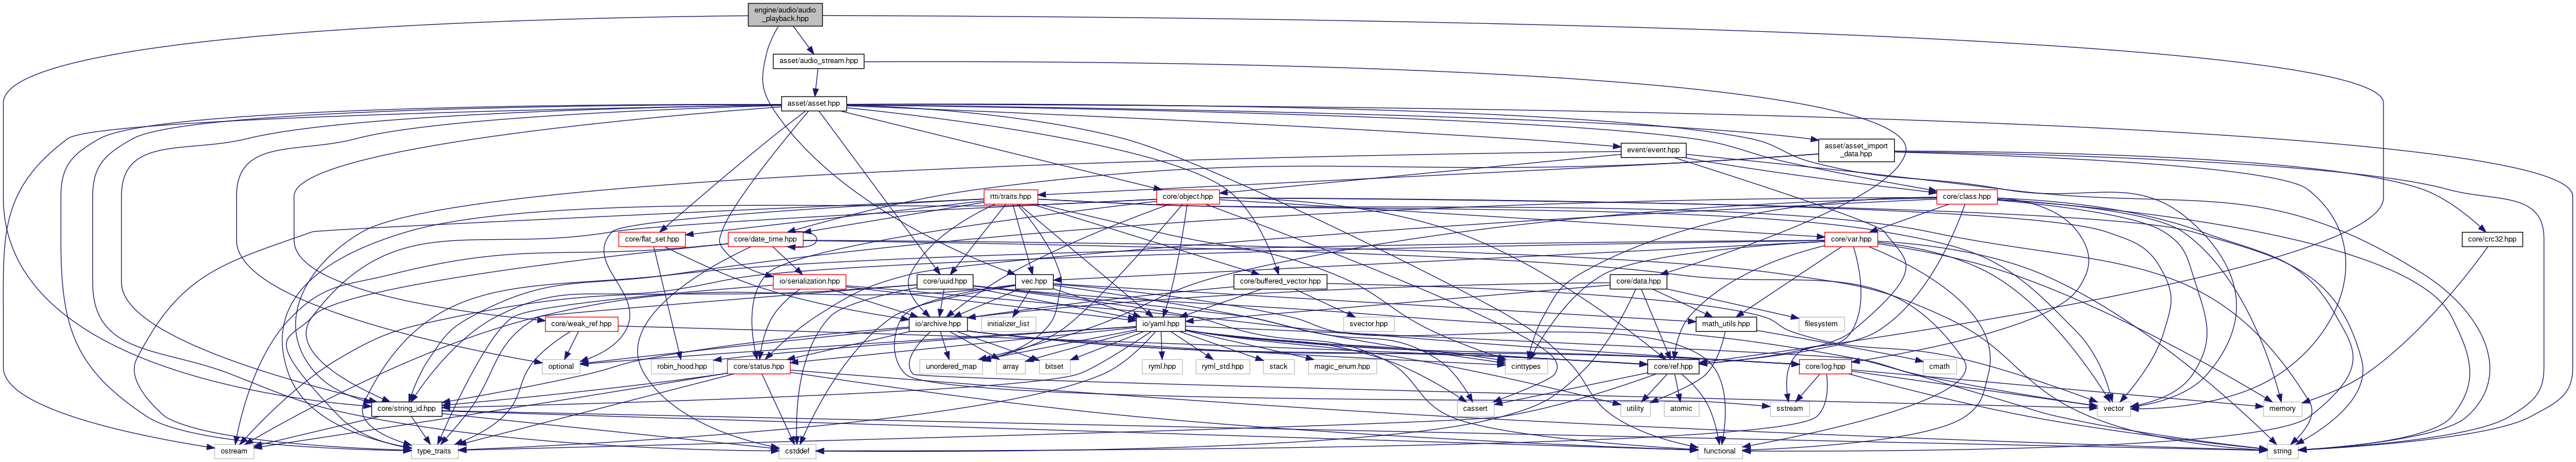 engine/audio/audio
_playback.hpp
asset/audio_stream.hpp
asset/asset.hpp
event/event.hpp
asset/asset_import
_data.hpp
rtti/traits.hpp
core/object.hpp
core/class.hpp
core/flat_set.hpp
core/date_time.hpp
core/var.hpp
core/crc32.hpp
io/serialization.hpp
core/uuid.hpp
vec.hpp
core/buffered_vector.hpp
core/data.hpp
core/weak_ref.hpp
io/archive.hpp
initializer_list
io/yaml.hpp
svector.hpp
math_utils.hpp
filesystem
optional
robin_hood.hpp
core/status.hpp
unordered_map
array
bitset
ryml.hpp
ryml_std.hpp
stack
magic_enum.hpp
cinttypes
core/ref.hpp
core/log.hpp
cmath
core/string_id.hpp
cassert
utility
atomic
sstream
vector
memory
ostream
type_traits
cstddef
functional
string